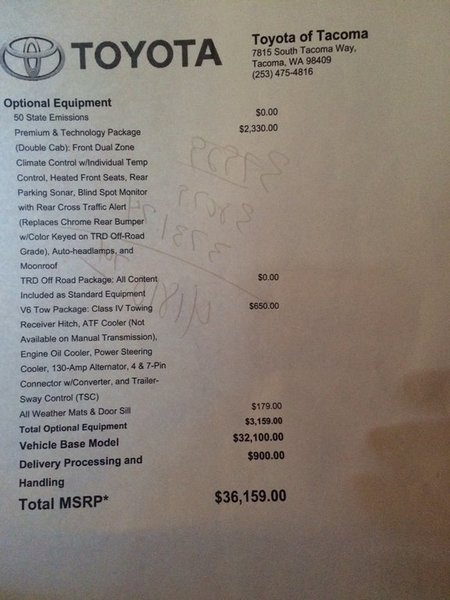 TOYOTA
Toyota of Tacoma
7815 South Tacoma Way,
Tacoma, WA 98409
(253) 475-4816
Optional Equipment
50 State Emissions $0.00
Premium & Technology Package $2,330.00
(Double Cab): Front Dual Zone
Climate Control w/Individual Temp
Control, Heated Front Seats, Rear
Parking Sonar, Blind Spot Monitor
with Rear Cross Traffic Alert
(Replaces Chrome Rear Bumper
w/Color Keyed on TRD Off-Road
Grade), Auto-headlamps, and
Moonroof
TRD Off Road Package: All Content $0.00
Included as Standard Equipment
V6 Tow Package: Class IV Towing $650.00
Receiver Hitch, ATF Cooler (Not
Available on Manual Transmission),
Engine Oil Cooler, Power Steering
Cooler, 130-Amp Alternator, 4 & 7-Pin
Connector w/Converter, and Trailer-
Sway Control (TSC)
All Weather Mats & Door Sill $179.00
Total Optional Equipment $3,159.00
Vehicle Base Model $32,100.00
Delivery Processing and $900.00
Handling
Total MSRP* $36,159.00